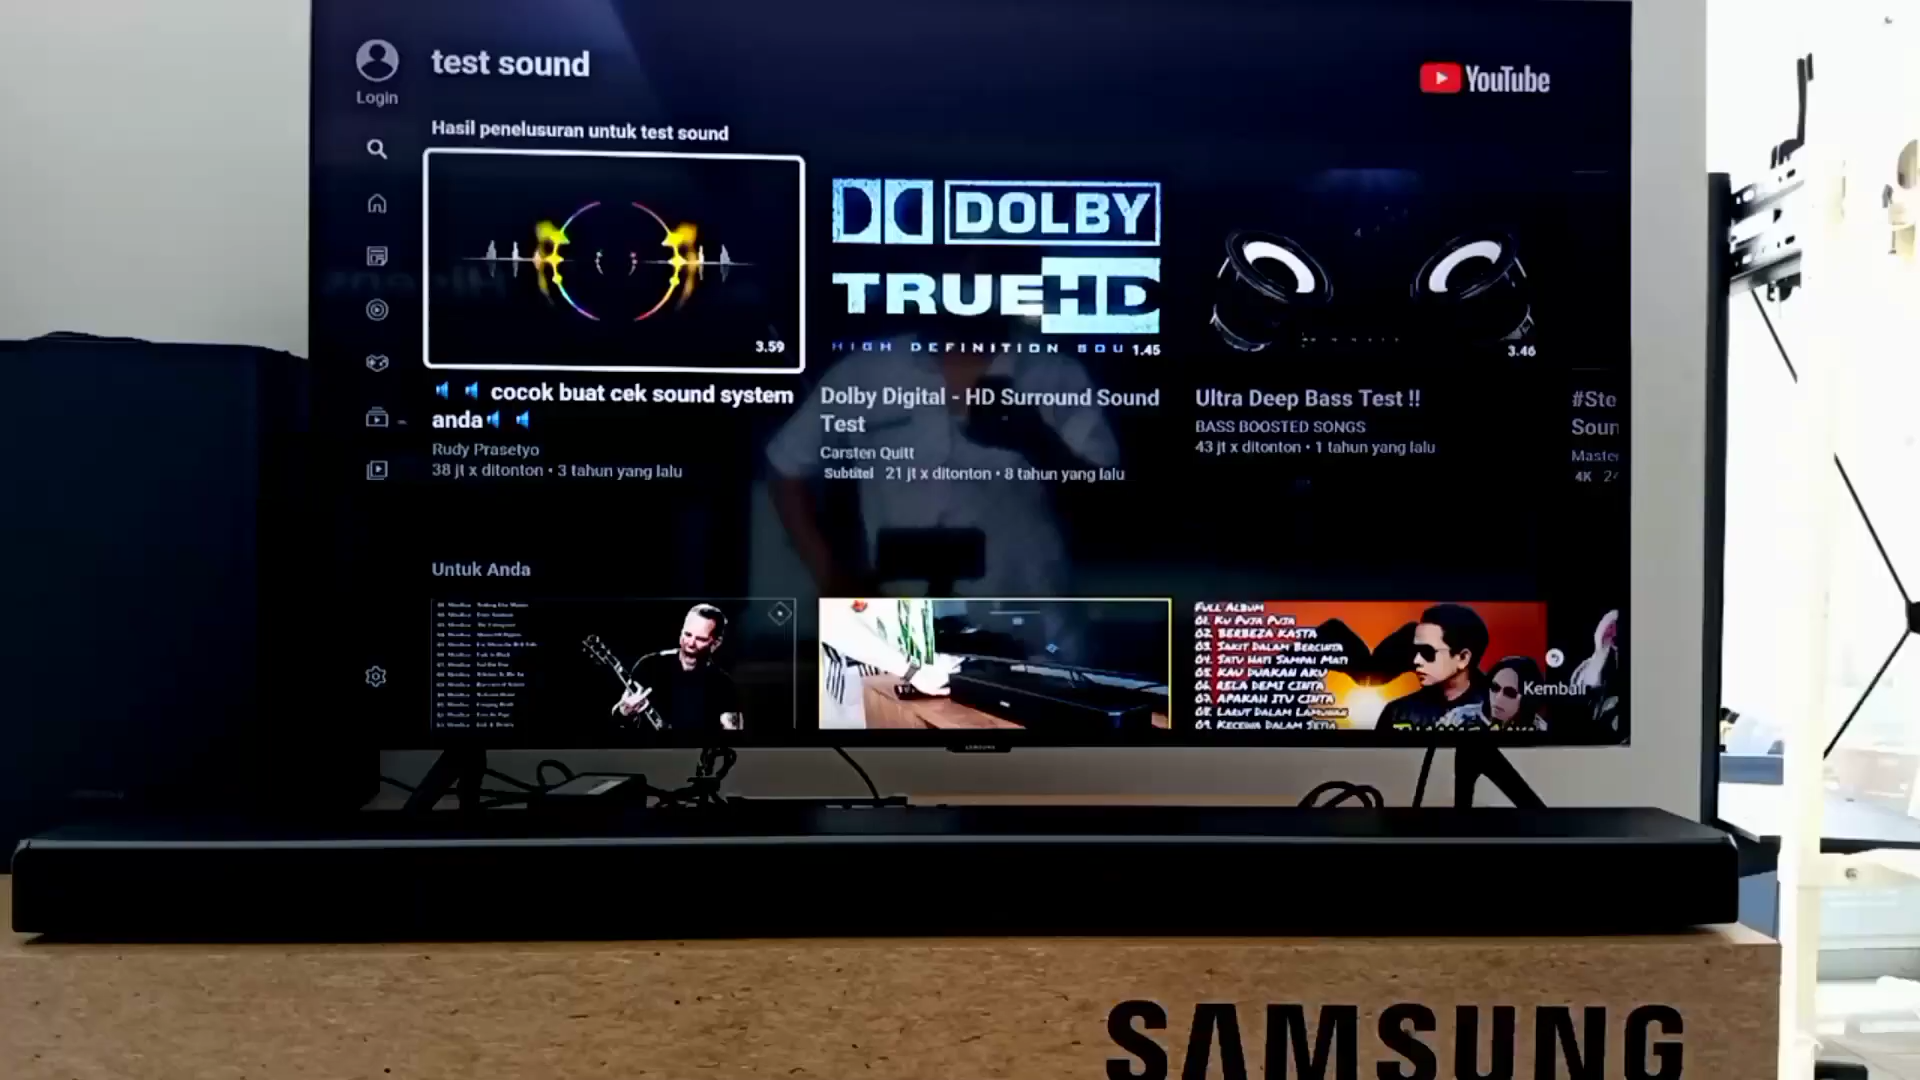 test sound
YouTube
Login
Hasil penelusuran untuk test sound
3.59
DOLBY
TRUEHD
HIGH DEFINITION SOU
1.45
3.46
cocok buat cek sound system
anda
Rudy Prasetyo
38 jt x ditonton • 3 tahun yang lalu
Dolby Digital - HD Surround Sound
Test
Carsten Quitt
Subtitel 21 jt x ditonton • 8 tahun yang lalu
Ultra Deep Bass Test !!
BASS BOOSTED SONGS
43 jt x ditonton • 1 tahun yang lalu
#Ste
Soun
Master
4K
Untuk Anda
FULL ALBUM
01. KU PUJA PUJA
02. BERBEZA KASTA
03. SAKIT DALAM BERCINTA
04. SATU HATI SAMPAI MATI
05. KAU DUAKAN AKU
06. RELA DEMI CINTA
07. APAKAH ITU CINTA
08. LARUT DALAM
09. KECEWA DALAM SETIA
Kembali
SAMSUNG
SAMSUNG